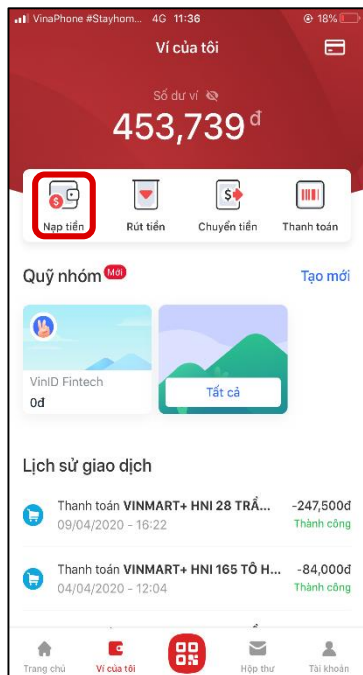 VinaPhone #Stayhom... 4G 11:36 18%
Ví của tôi
Số dư ví
453,739 đ
Nạp tiền Rút tiền Chuyển tiền Thanh toán
Quỹ nhóm Mới Tạo mới
VinID Fintech
0đ
Tất cả
Lịch sử giao dịch
Thanh toán VINMART+ HNI 28 TRẦ... -247,500đ
09/04/2020 - 16:22 Thành công
Thanh toán VINMART+ HNI 165 TÔ H... -84,000đ
04/04/2020 - 12:04 Thành công
Trang chủ Ví của tôi Hộp thư Tài khoản